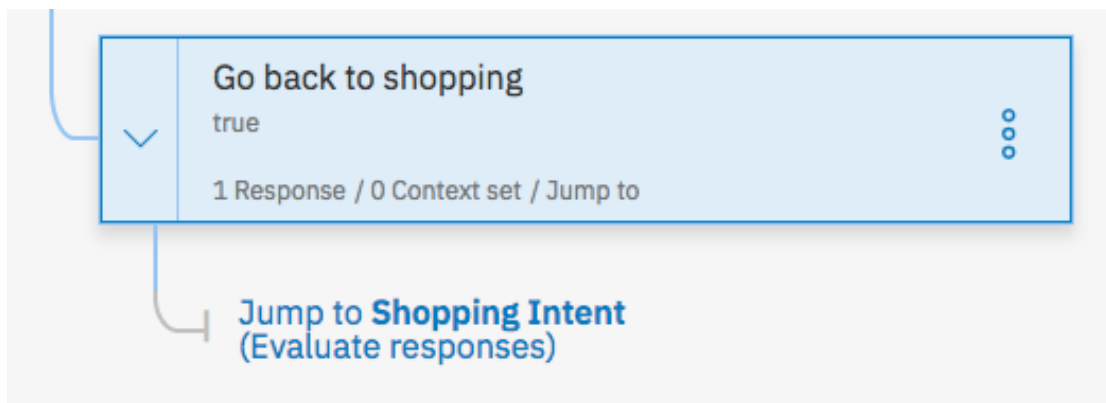 Go back to shopping
true
1 Response / 0 Context set / Jump to
Jump to Shopping Intent
(Evaluate responses)